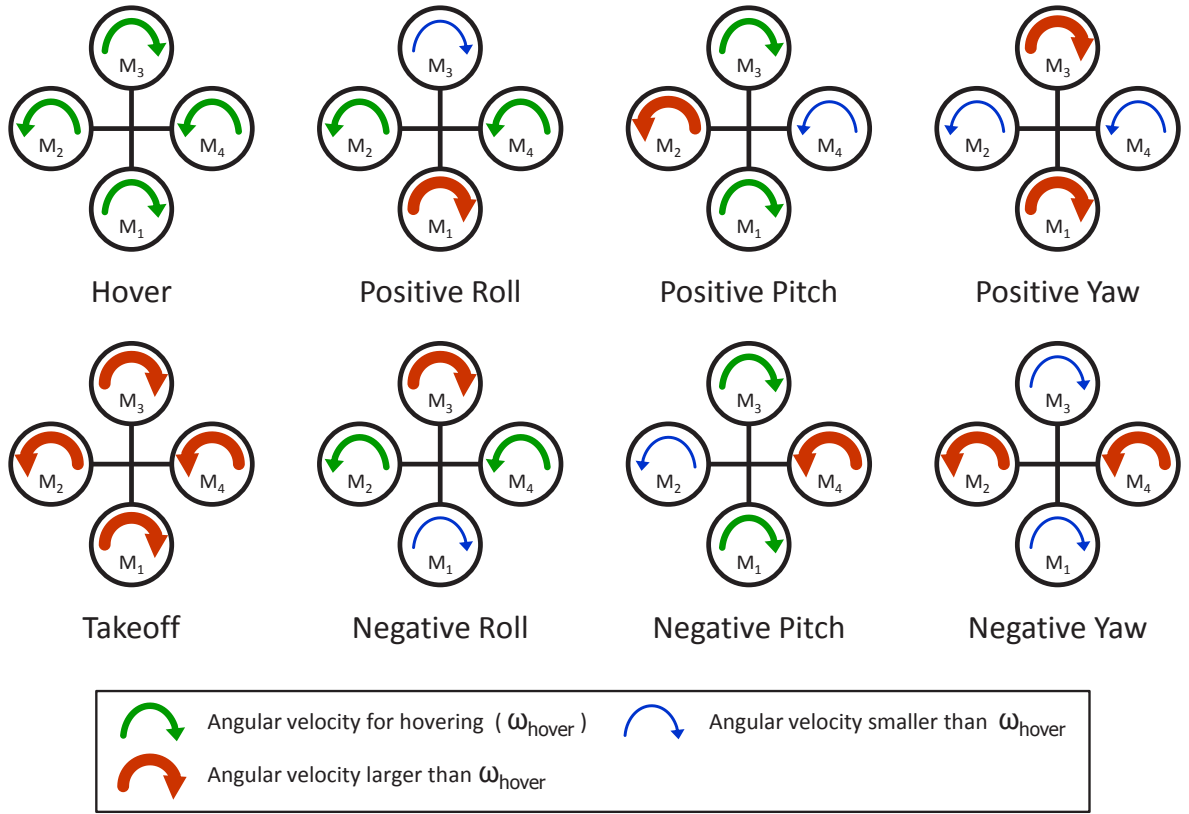 M3 M3 M3 M3
M2 M4 M2 M4 M2 M4 M2 M4
M1 M1 M1 M1
Hover Positive Roll Positive Pitch Positive Yaw
M3 M3 M3 M3
M2 M4 M2 M4 M2 M4 M2 M4
M1 M1 M1 M1
Takeoff Negative Roll Negative Pitch Negative Yaw
Angular velocity for hovering ( ωhover ) Angular velocity smaller than ωhover
Angular velocity larger than ωhover